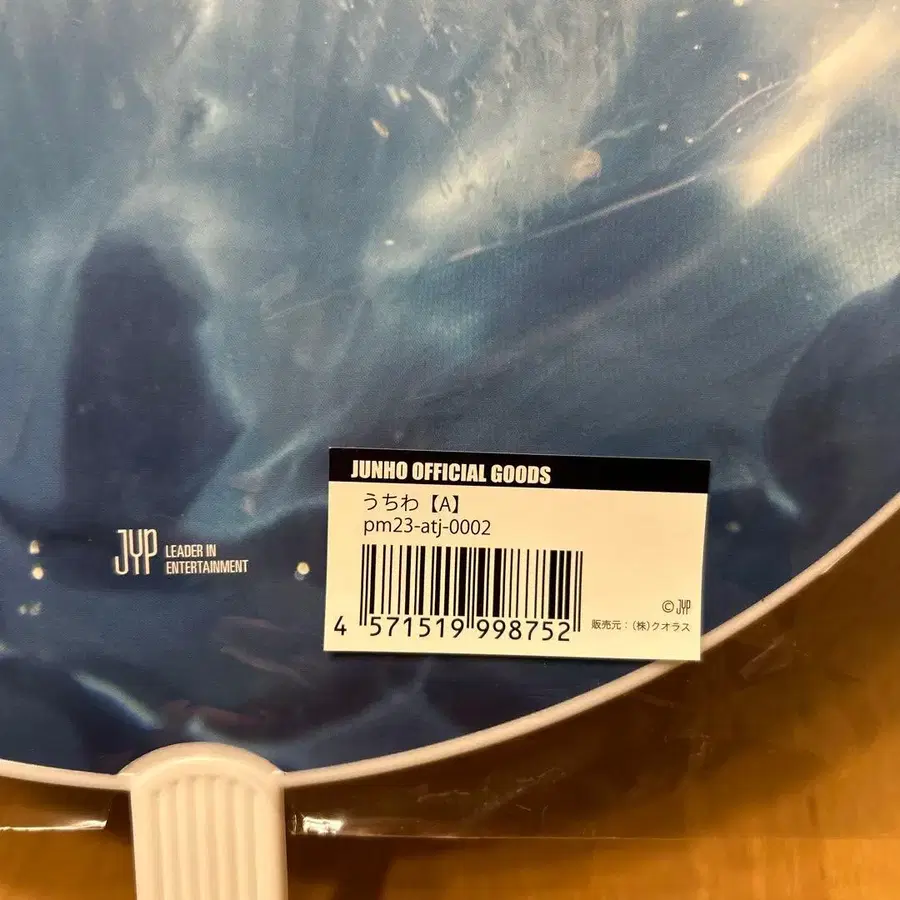 JUNHO OFFICIAL GOODS
うちわ【A】
pm23-atj-0002
4 571519 998752
© JYP
販売元：（株）クオラス
JYP LEADER IN
ENTERTAINMENT